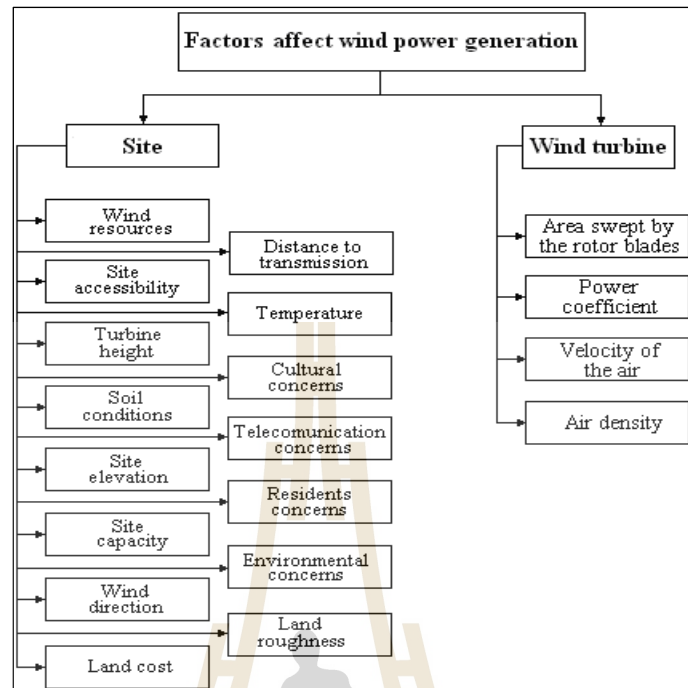 Factors affect wind power generation
Site
Wind turbine
Wind
resources
Distance to
transmission
Site
accessibility
Temperature
Turbine
height
Cultural
concerns
Soil
conditions
Telecomunication
concerns
Site
elevation
Residents
concerns
Site
capacity
Environmental
concerns
Wind
direction
Land
roughness
Land cost
Area swept by
the rotor blades
Power
coefficient
Velocity of
the air
Air density